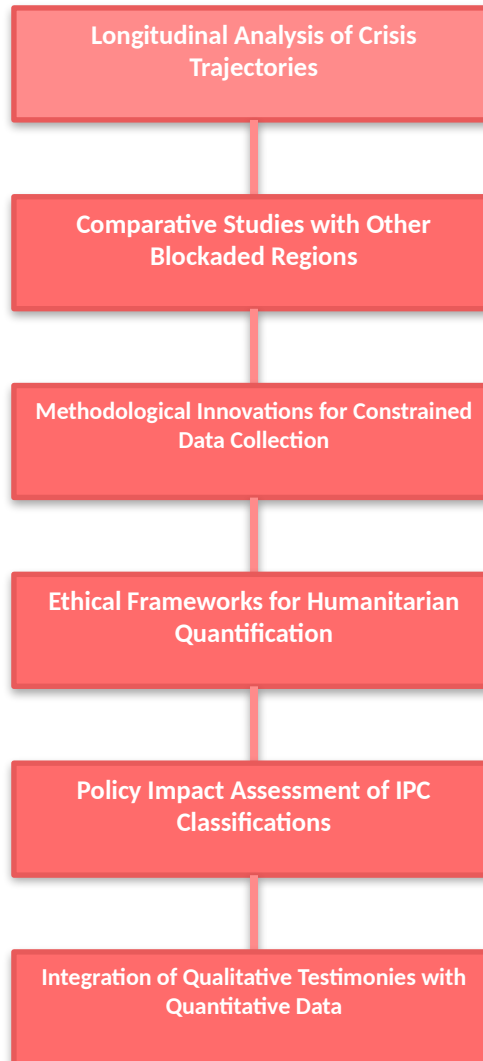 Longitudinal Analysis of Crisis
Trajectories
Comparative Studies with Other
Blockaded Regions
Methodological Innovations for Constrained
Data Collection
Ethical Frameworks for Humanitarian
Quantification
Policy Impact Assessment of IPC
Classifications
Integration of Qualitative Testimonies with
Quantitative Data